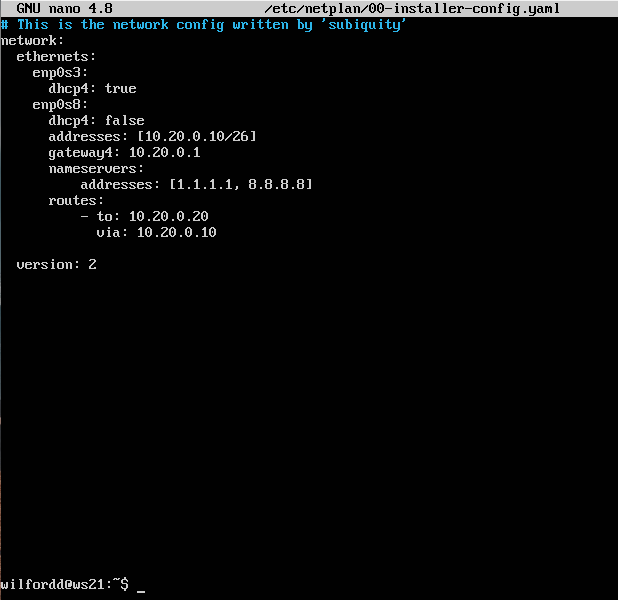 GNU nano 4.8 /etc/netplan/00-installer-config.yaml
# This is the network config written by 'subiquity'
network:
  ethernets:
    enp0s3:
      dhcp4: true
    enp0s8:
      dhcp4: false
      addresses: [10.20.0.10/26]
      gateway4: 10.20.0.1
      nameservers:
          addresses: [1.1.1.1, 8.8.8.8]
      routes:
          - to: 10.20.0.20
            via: 10.20.0.10
  version: 2
wilfordd@ws21:~$ _